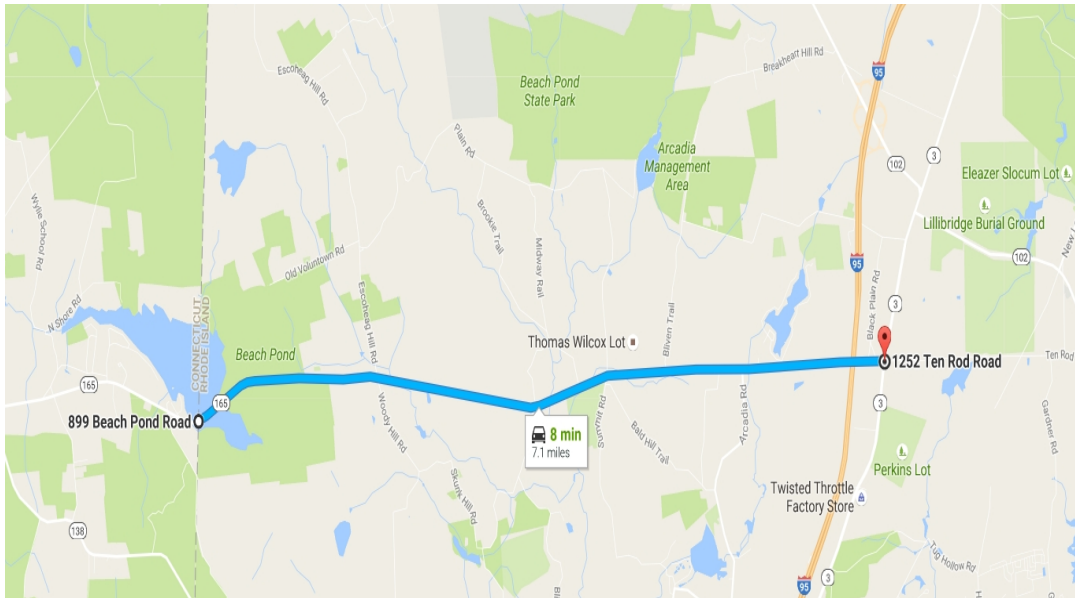 Beach Pond
State Park
Breakheart Hill Rd
95
Escoheag Hill Rd
Plain Rd
Arcadia
Management
Area
102
3
Eleazer Slocum Lot
Wylie School Rd
Brookie Trail
Lillibridge Burial Ground
Midway Rail
Old Voluntown Rd
95
102
Black Plain Rd
N Shore Rd
CONNECTICUT
RHODE ISLAND
Escoheag Hill Rd
3
Bliven Trail
Thomas Wilcox Lot
Beach Pond
1252 Ten Rod Road
Ten Rod
165
165
899 Beach Pond Road
8 min
7.1 miles
Woody Hill Rd
Summit Rd
Arcadia Rd
3
Gardner Rd
Bald Hill Trail
Perkins Lot
Skunk Hill Rd
Twisted Throttle
Factory Store
138
Tug Hollow Rd
95
3